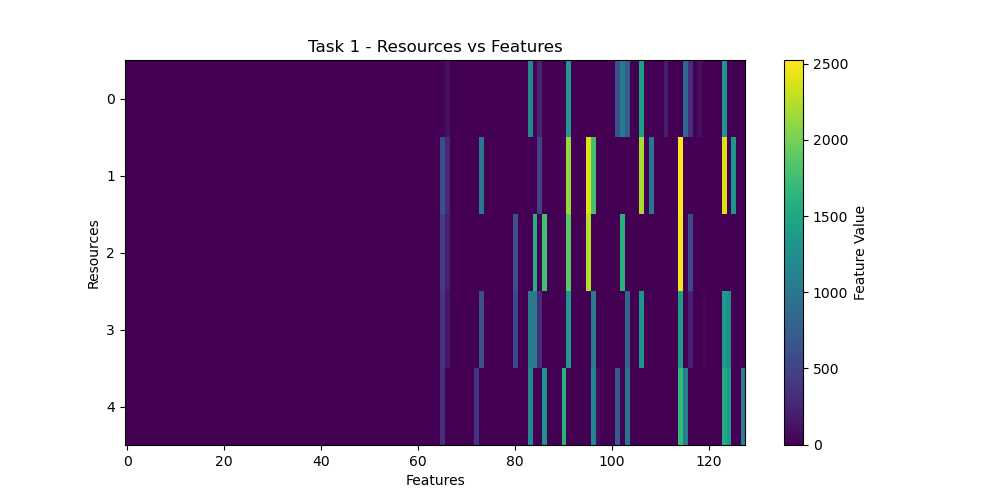 Task 1 - Resources vs Features
Resources
0
1
2
3
4
0 20 40 60 80 100 120
Features
2500
2000
1500
1000
500
0
Feature Value